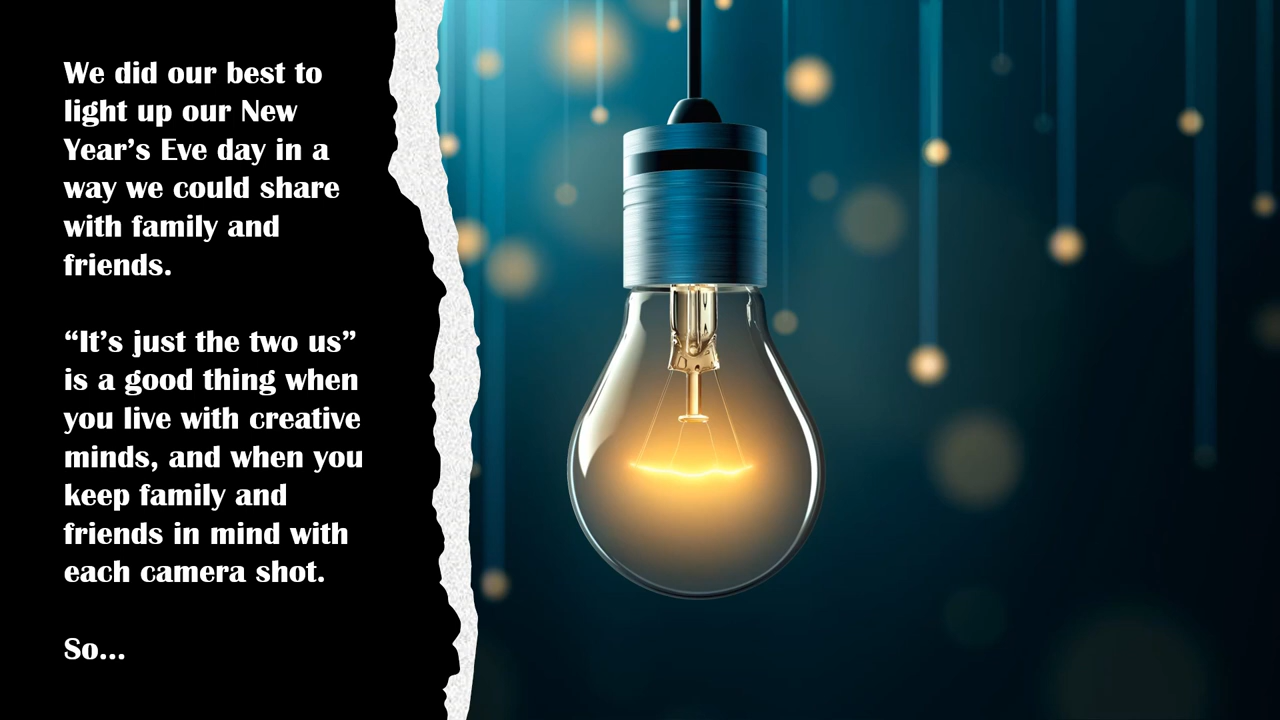 We did our best to
light up our New
Year’s Eve day in a
way we could share
with family and
friends.
“It’s just the two us”
is a good thing when
you live with creative
minds, and when you
keep family and
friends in mind with
each camera shot.
So…